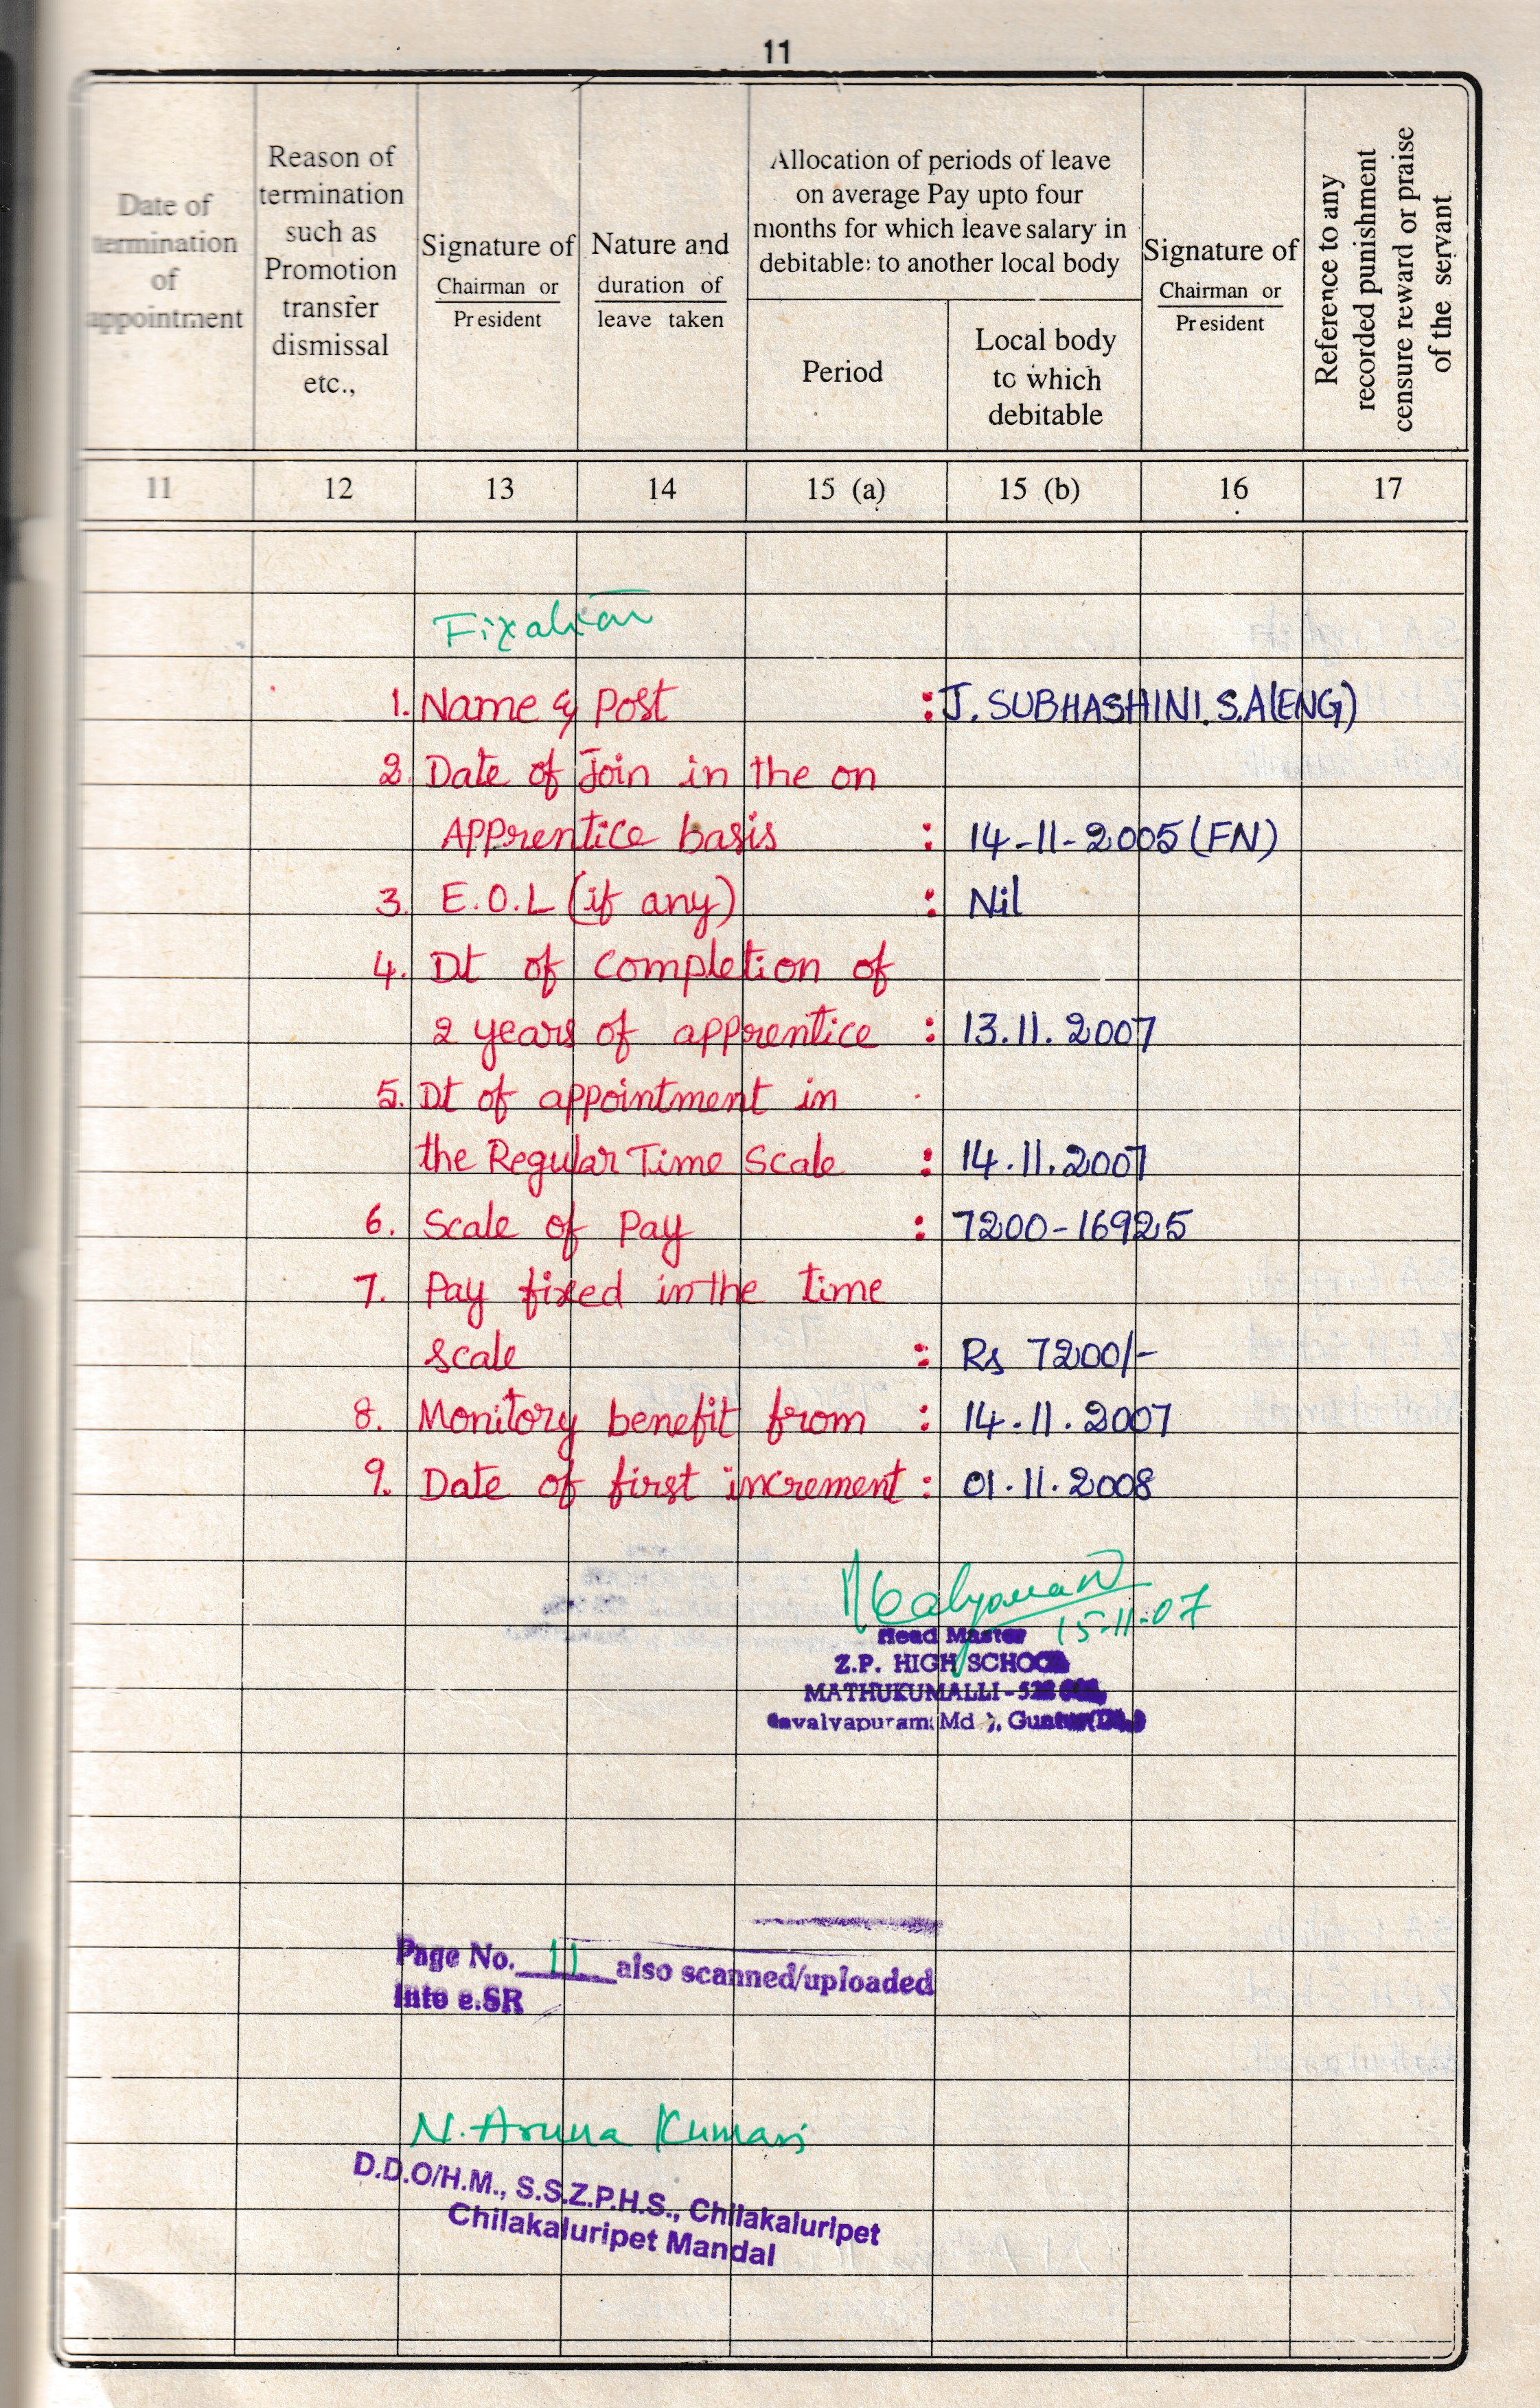 11
Date of termination of appointment
Reason of termination such as Promotion transfer dismissal etc.,
Signature of Chairman or President
Nature and duration of leave taken
Allocation of periods of leave on average Pay upto four months for which leave salary in debitable: to another local body
Period
Local body to which debitable
Signature of Chairman or President
Reference to any recorded punishment censure reward or praise of the servant
11 12 13 14 15 (a) 15 (b) 16 17
Fixation
1. Name & Post : J. SUBHASHINI. S.A(ENG)
2. Date of Join in the on
Apprentice basis : 14-11-2005 (FN)
3. E.O.L (if any) : Nil
4. Dt of completion of
2 years of apprentice : 13.11.2007
5. Dt of appointment in
the Regular Time Scale : 14.11.2007
6. Scale of Pay : 7200-16925
7. Pay fixed in the time
scale : Rs 7200/-
8. Monitory benefit from : 14.11.2007
9. Date of first increment : 01.11.2008
15-11-07
Head Master
Z.P. HIGH SCHOOL
MATHUKUMALLI -
Page No. 11 also scanned/uploaded
Into e.SR
N. Aruna Kumari
D.D.O/H.M., S.S.Z.P.H.S., Chilakaluripet
Chilakaluripet Mandal